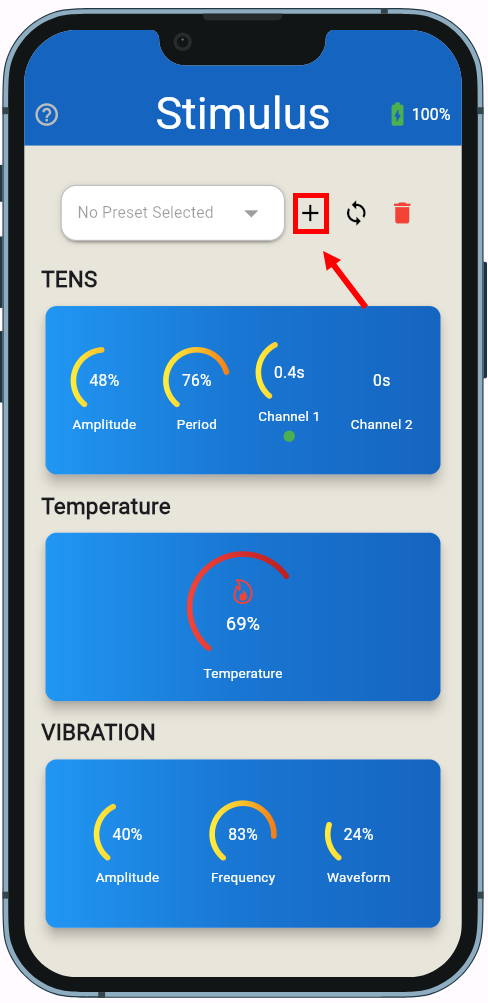 Stimulus
100%
No Preset Selected
TENS
48%
76%
0.4s
0s
Amplitude
Period
Channel 1
Channel 2
Temperature
69%
Temperature
VIBRATION
40%
83%
24%
Amplitude
Frequency
Waveform